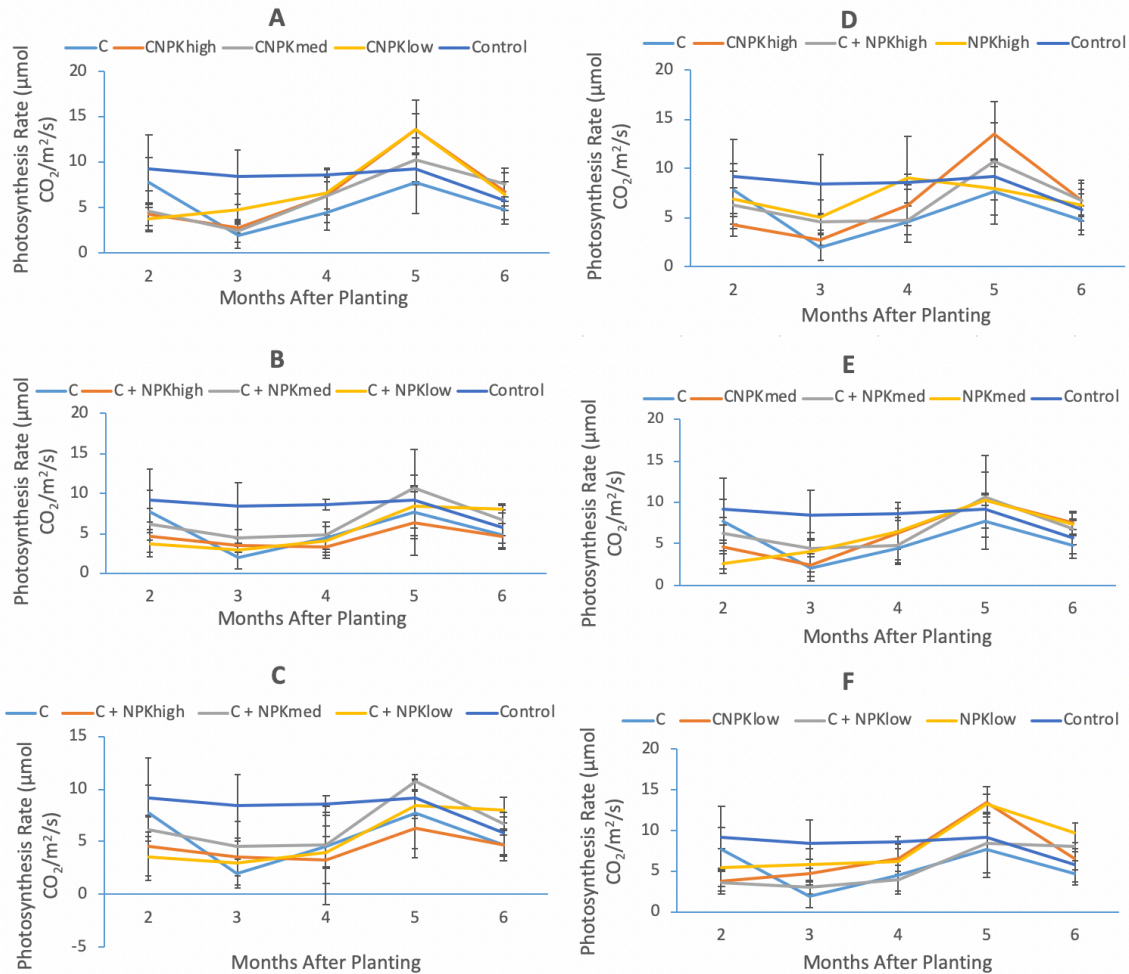 A
C CNPKhigh CNPKmed CNPKlow Control
Photosynthesis Rate (µmol
CO2/m²/s)
20
15
10
5
0
2 3 4 5 6
Months After Planting
B
C C + NPKhigh C + NPKmed C + NPKlow Control
Photosynthesis Rate (µmol
CO2/m²/s)
20
15
10
5
0
2 3 4 5 6
Months After Planting
C
C C + NPKhigh C + NPKmed C + NPKlow Control
Photosynthesis Rate (µmol
CO2/m²/s)
15
10
5
0
-5
2 3 4 5 6
Months After Planting
D
C CNPKhigh C + NPKhigh NPKhigh Control
Photosynthesis Rate (µmol
CO2/m²/s)
20
15
10
5
0
2 3 4 5 6
Months After Planting
E
C CNPKmed C + NPKmed NPKmed Control
Photosynthesis Rate (µmol
CO2/m²/s)
20
15
10
5
0
2 3 4 5 6
Months After Planting
F
C CNPKlow C + NPKlow NPKlow Control
Photosynthesis Rate (µmol
CO2/m²/s)
20
15
10
5
0
2 3 4 5 6
Months After Planting